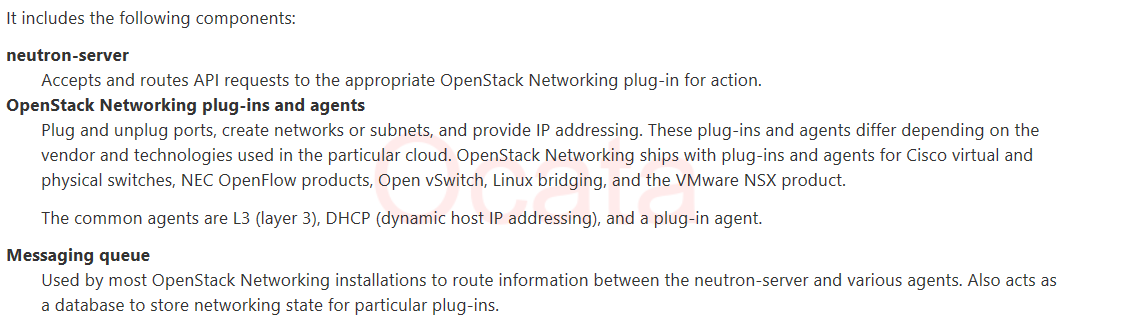 It includes the following components:
neutron-server
Accepts and routes API requests to the appropriate OpenStack Networking plug-in for action.
OpenStack Networking plug-ins and agents
Plug and unplug ports, create networks or subnets, and provide IP addressing. These plug-ins and agents differ depending on the
vendor and technologies used in the particular cloud. OpenStack Networking ships with plug-ins and agents for Cisco virtual and
physical switches, NEC OpenFlow products, Open vSwitch, Linux bridging, and the VMware NSX product.
Ocata
The common agents are L3 (layer 3), DHCP (dynamic host IP addressing), and a plug-in agent.
Messaging queue
Used by most OpenStack Networking installations to route information between the neutron-server and various agents. Also acts as
a database to store networking state for particular plug-ins.